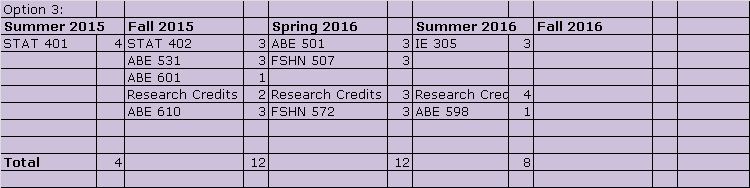 Option 3:
Summer 2015 Fall 2015 Spring 2016 Summer 2016 Fall 2016
STAT 401 4 STAT 402 3 ABE 501 3 IE 305 3
ABE 531 3 FSHN 507 3
ABE 601 1
Research Credits 2 Research Credits 3 Research Cred 4
ABE 610 3 FSHN 572 3 ABE 598 1
Total 4 12 12 8